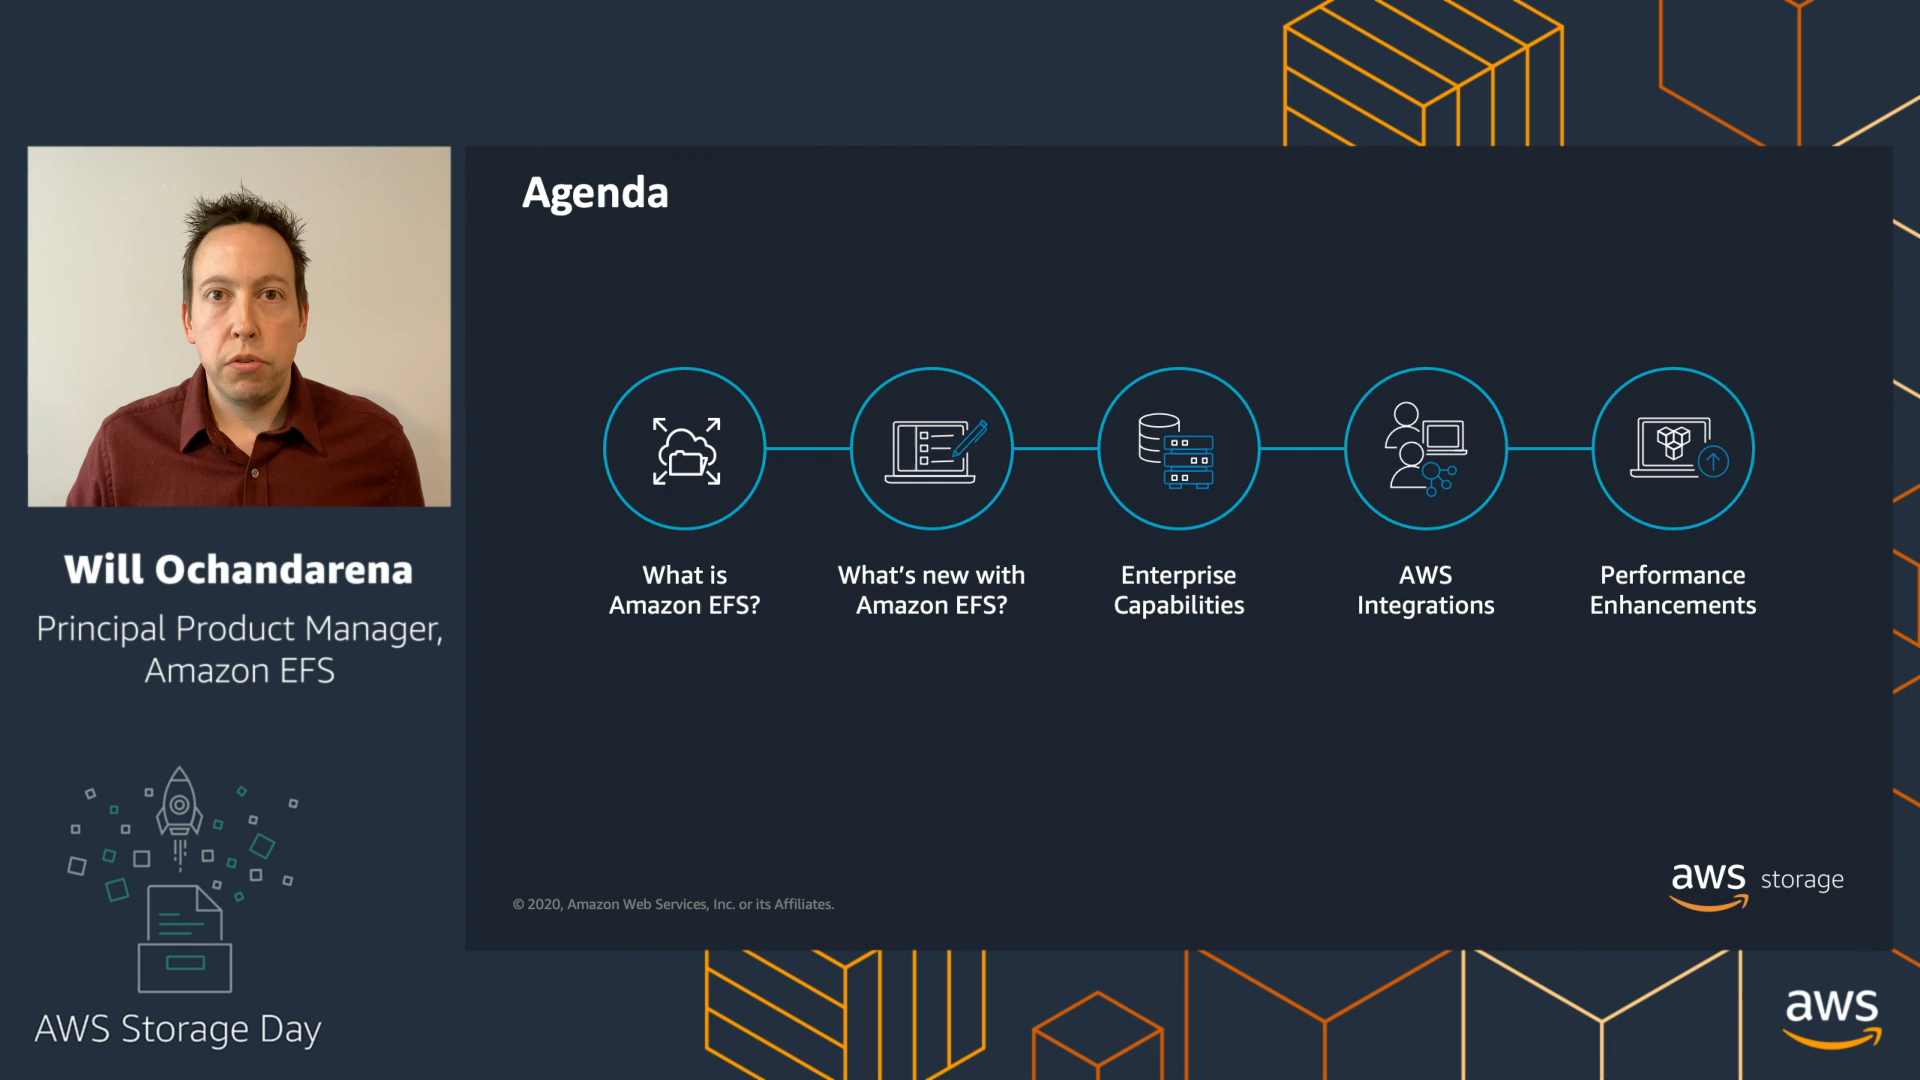 Agenda
What is
Amazon EFS?
What's new with
Amazon EFS?
Enterprise
Capabilities
AWS
Integrations
Performance
Enhancements
© 2020, Amazon Web Services, Inc. or its Affiliates.
aws storage
Will Ochandarena
Principal Product Manager,
Amazon EFS
AWS Storage Day
aws